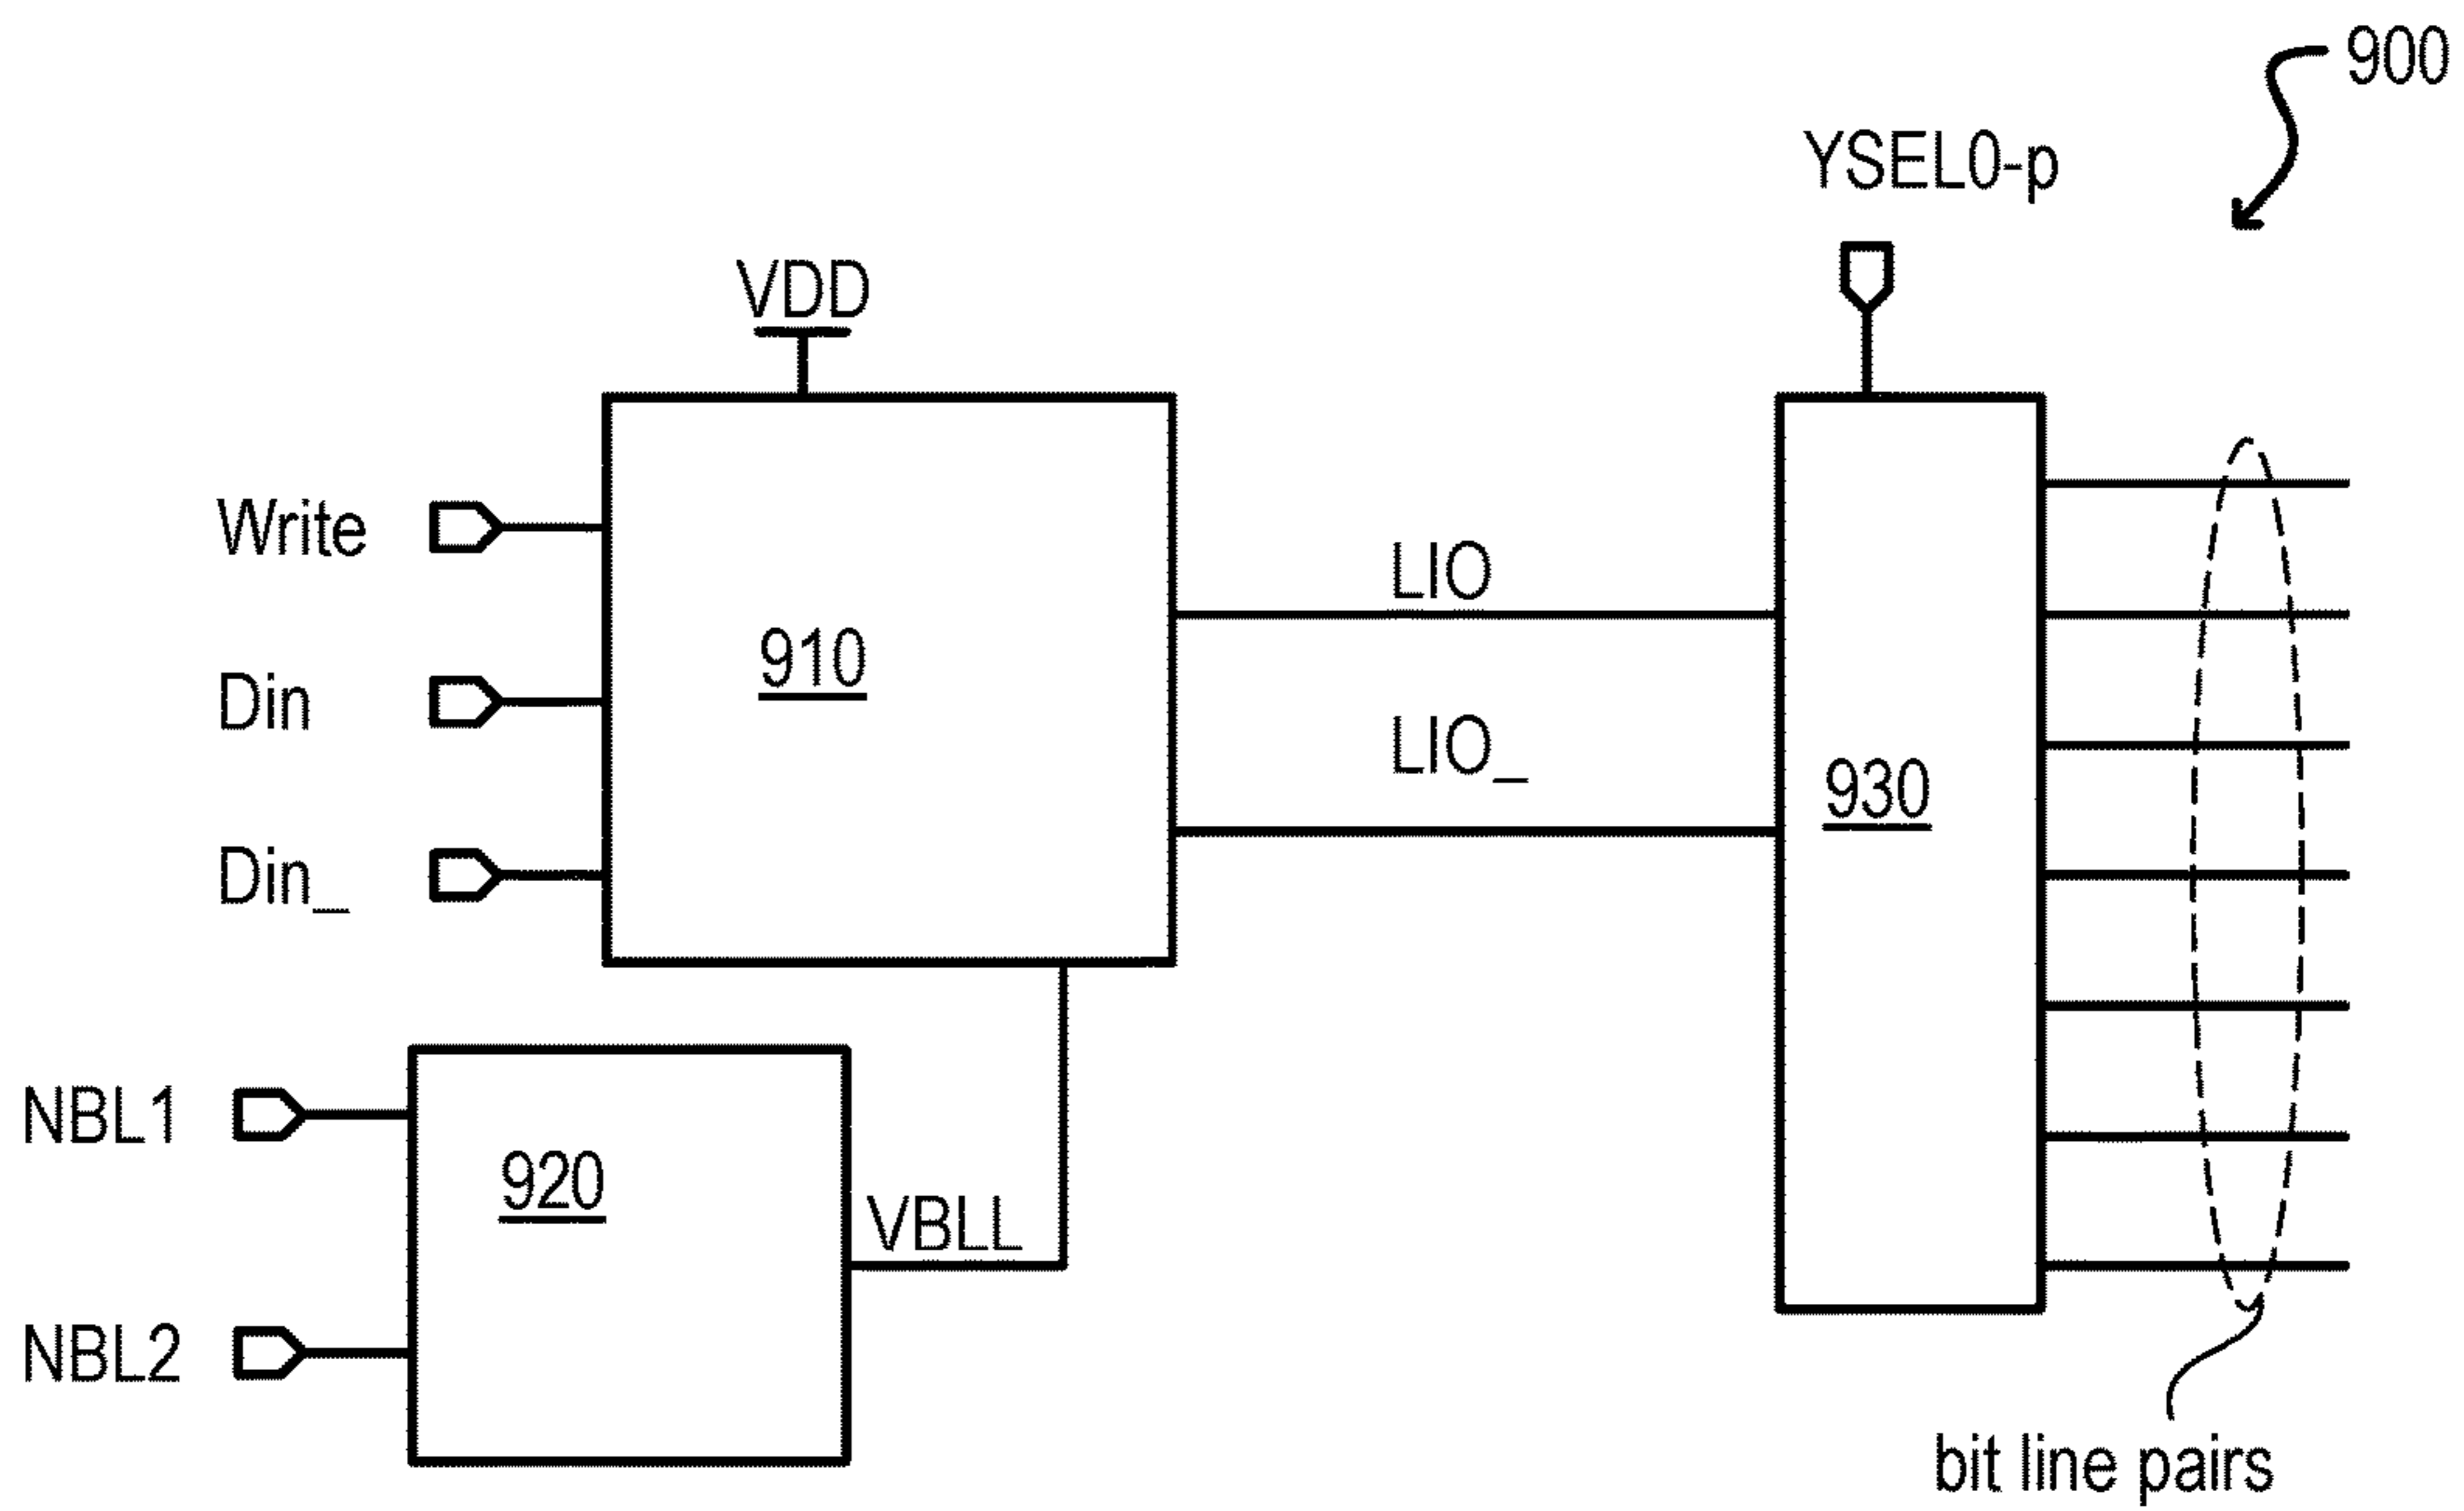 900
YSEL0-p
VDD
Write
LIO
910
Din
LIO_
930
Din_
NBL1
920
VBLL
NBL2
bit line pairs